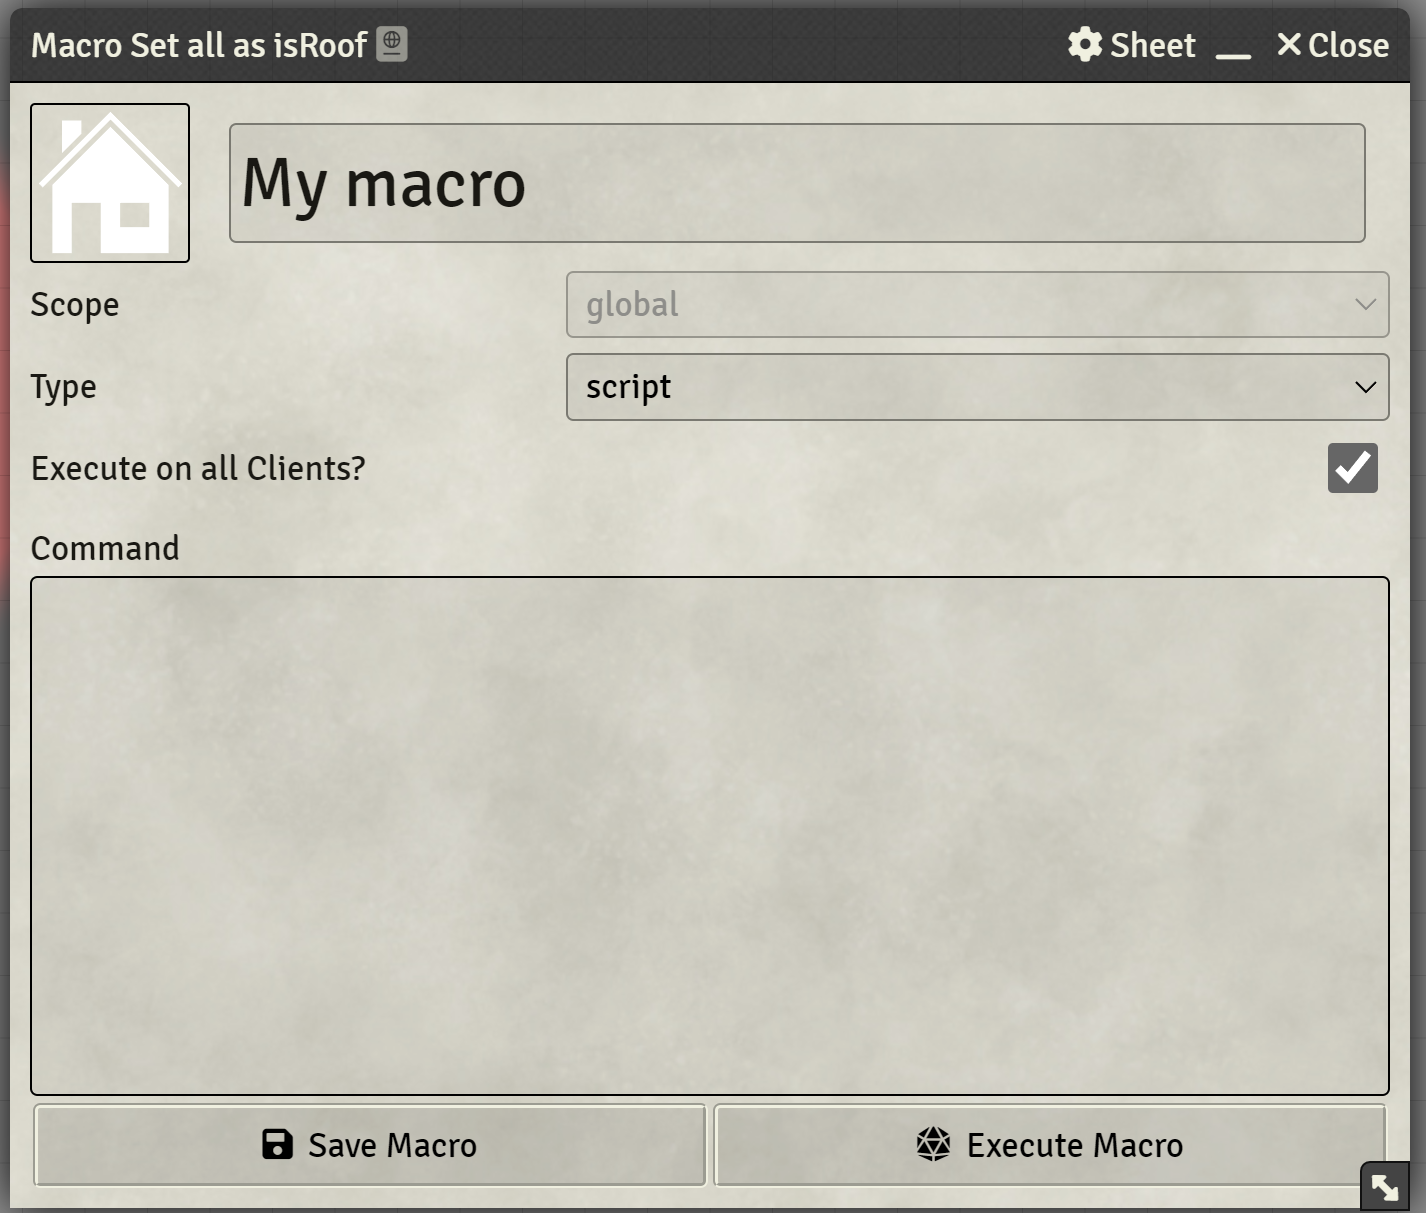 Macro Set all as isRoof Sheet Close
My macro
Scope global
Type script
Execute on all Clients?
Command
Save Macro Execute Macro